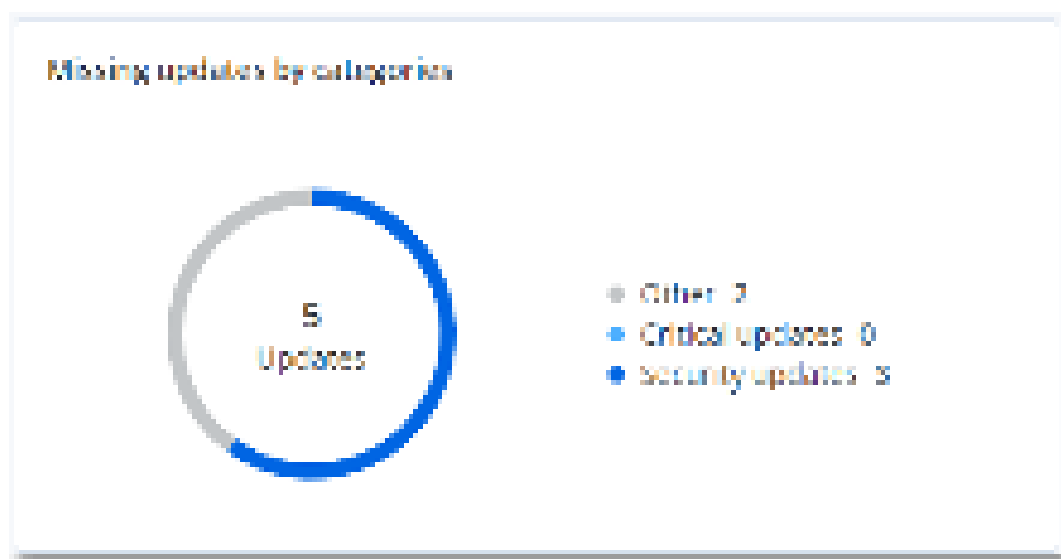 Missing updates by categories
5
Updates
Other 2
Critical updates 0
Security updates 3